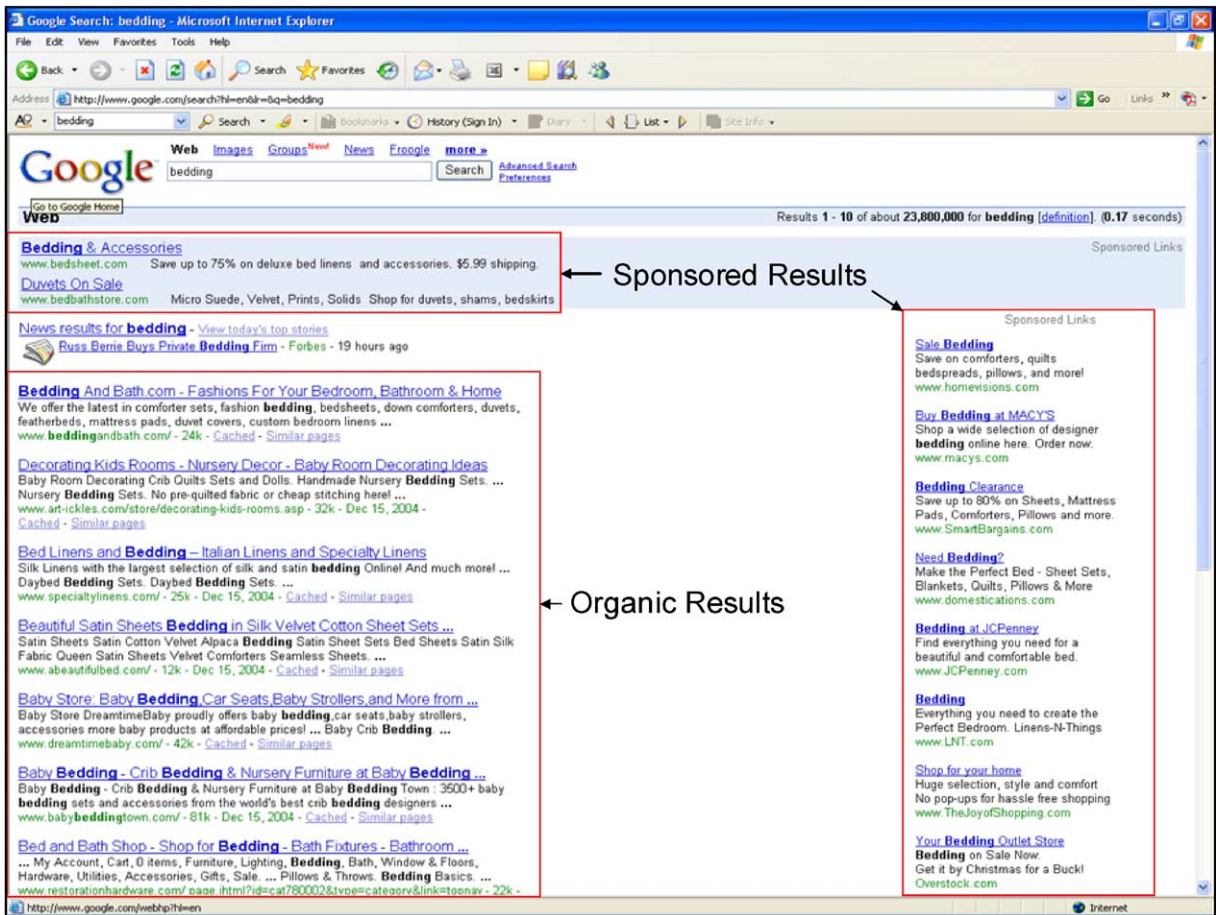 Google Search: bedding - Microsoft Internet Explorer
File Edit View Favorites Tools Help
Back Search Favorites
Address http://www.google.com/search?hl=en&lr=&q=bedding Go Links »
bedding Search Bookmarks History (Sign In) Diary List Site Info
Web Images Groups New! News Froogle more »
Google bedding Search Advanced Search
Preferences
Go to Google Home
Web Results 1 - 10 of about 23,800,000 for bedding [definition]. (0.17 seconds)
Bedding & Accessories Sponsored Links
www.bedsheet.com Save up to 75% on deluxe bed linens and accessories. $5.99 shipping.
Duvets On Sale
www.bedbathstore.com Micro Suede, Velvet, Prints, Solids Shop for duvets, shams, bedskirts
Sponsored Results
News results for bedding - View today's top stories
Russ Berrie Buys Private Bedding Firm - Forbes - 19 hours ago
Bedding And Bath.com - Fashions For Your Bedroom, Bathroom & Home
We offer the latest in comforter sets, fashion bedding, bedsheets, down comforters, duvets,
featherbeds, mattress pads, duvet covers, custom bedroom linens ...
www.beddingandbath.com/ - 24k - Cached - Similar pages
Decorating Kids Rooms - Nursery Decor - Baby Room Decorating Ideas
Baby Room Decorating Crib Quilts Sets and Dolls. Handmade Nursery Bedding Sets. ...
Nursery Bedding Sets. No pre-quilted fabric or cheap stitching here! ...
www.art-ickles.com/store/decorating-kids-rooms.asp - 32k - Dec 15, 2004 -
Cached - Similar pages
Bed Linens and Bedding – Italian Linens and Specialty Linens
Silk Linens with the largest selection of silk and satin bedding Online! And much more! ...
Daybed Bedding Sets. Daybed Bedding Sets. ...
www.specialtylinens.com/ - 25k - Dec 15, 2004 - Cached - Similar pages
Organic Results
Beautiful Satin Sheets Bedding in Silk Velvet Cotton Sheet Sets ...
Satin Sheets Satin Cotton Velvet Alpaca Bedding Satin Sheet Sets Bed Sheets Satin Silk
Fabric Queen Satin Sheets Velvet Comforters Seamless Sheets. ...
www.abeautifulbed.com/ - 12k - Dec 15, 2004 - Cached - Similar pages
Baby Store: Baby Bedding,Car Seats,Baby Strollers,and More from ...
Baby Store DreamtimeBaby proudly offers baby bedding,car seats,baby strollers,
accessories more baby products at affordable prices! ... Baby Crib Bedding. ...
www.dreamtimebaby.com/ - 42k - Cached - Similar pages
Baby Bedding - Crib Bedding & Nursery Furniture at Baby Bedding ...
Baby Bedding - Crib Bedding & Nursery Furniture at Baby Bedding Town : 3500+ baby
bedding sets and accessories from the world's best crib bedding designers ...
www.babybeddingtown.com/ - 81k - Dec 15, 2004 - Cached - Similar pages
Bed and Bath Shop - Shop for Bedding - Bath Fixtures - Bathroom ...
... My Account, Cart, 0 items, Furniture, Lighting, Bedding, Bath, Window & Floors,
Hardware, Utilities, Accessories, Gifts, Sale. ... Pillows & Throws. Bedding Basics. ...
www.restorationhardware.com/ page.jhtml?id=cat780002&type=category&link=topnav - 22k -
Sponsored Links
Sale Bedding
Save on comforters, quilts
bedspreads, pillows, and more!
www.homevisions.com
Buy Bedding at MACY'S
Shop a wide selection of designer
bedding online here. Order now.
www.macys.com
Bedding Clearance
Save up to 80% on Sheets, Mattress
Pads, Comforters, Pillows and more.
www.SmartBargains.com
Need Bedding?
Make the Perfect Bed - Sheet Sets,
Blankets, Quilts, Pillows & More
www.domestications.com
Bedding at JCPenney
Find everything you need for a
beautiful and comfortable bed.
www.JCPenney.com
Bedding
Everything you need to create the
Perfect Bedroom. Linens-N-Things
www.LNT.com
Shop for your home
Huge selection, style and comfort
No pop-ups for hassle free shopping
www.TheJoyofShopping.com
Your Bedding Outlet Store
Bedding on Sale Now.
Get it by Christmas for a Buck!
Overstock.com
http://www.google.com/webhp?hl=en Internet